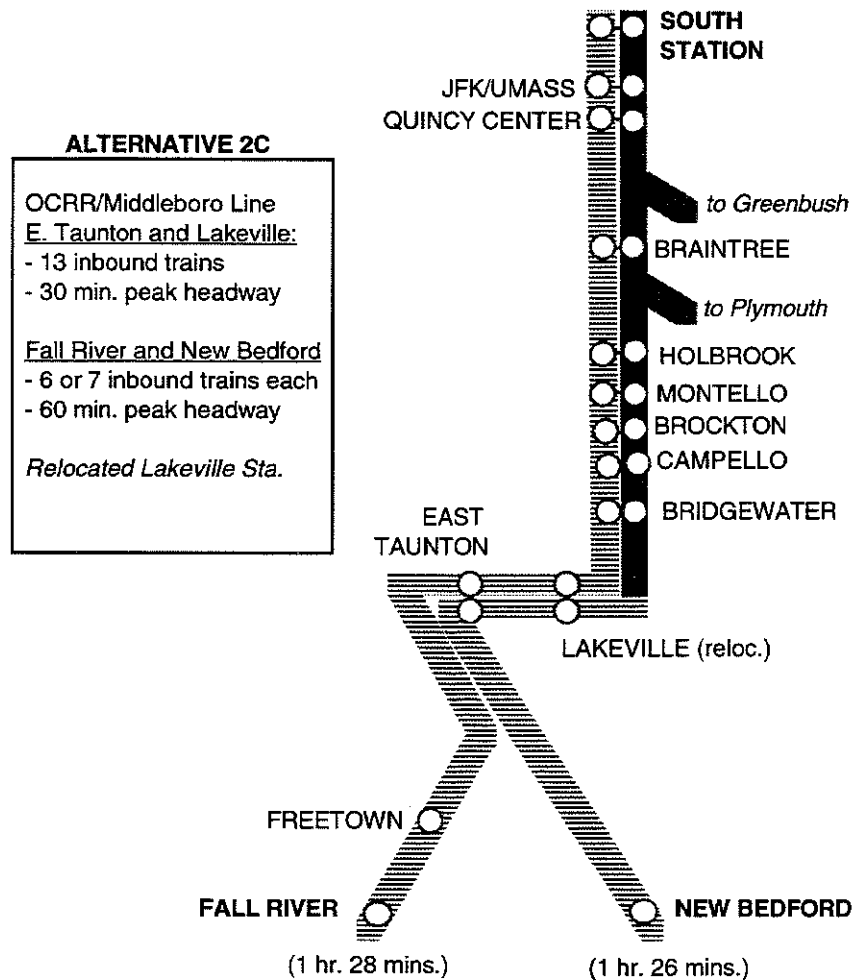 SOUTH
STATION
JFK/UMASS
QUINCY CENTER
ALTERNATIVE 2C
OCRR/Middleboro Line
E. Taunton and Lakeville:
- 13 inbound trains
- 30 min. peak headway
Fall River and New Bedford
- 6 or 7 inbound trains each
- 60 min. peak headway
Relocated Lakeville Sta.
to Greenbush
BRAINTREE
to Plymouth
HOLBROOK
MONTELLO
BROCKTON
CAMPELLO
BRIDGEWATER
EAST
TAUNTON
LAKEVILLE (reloc.)
FREETOWN
FALL RIVER
NEW BEDFORD
(1 hr. 28 mins.)
(1 hr. 26 mins.)